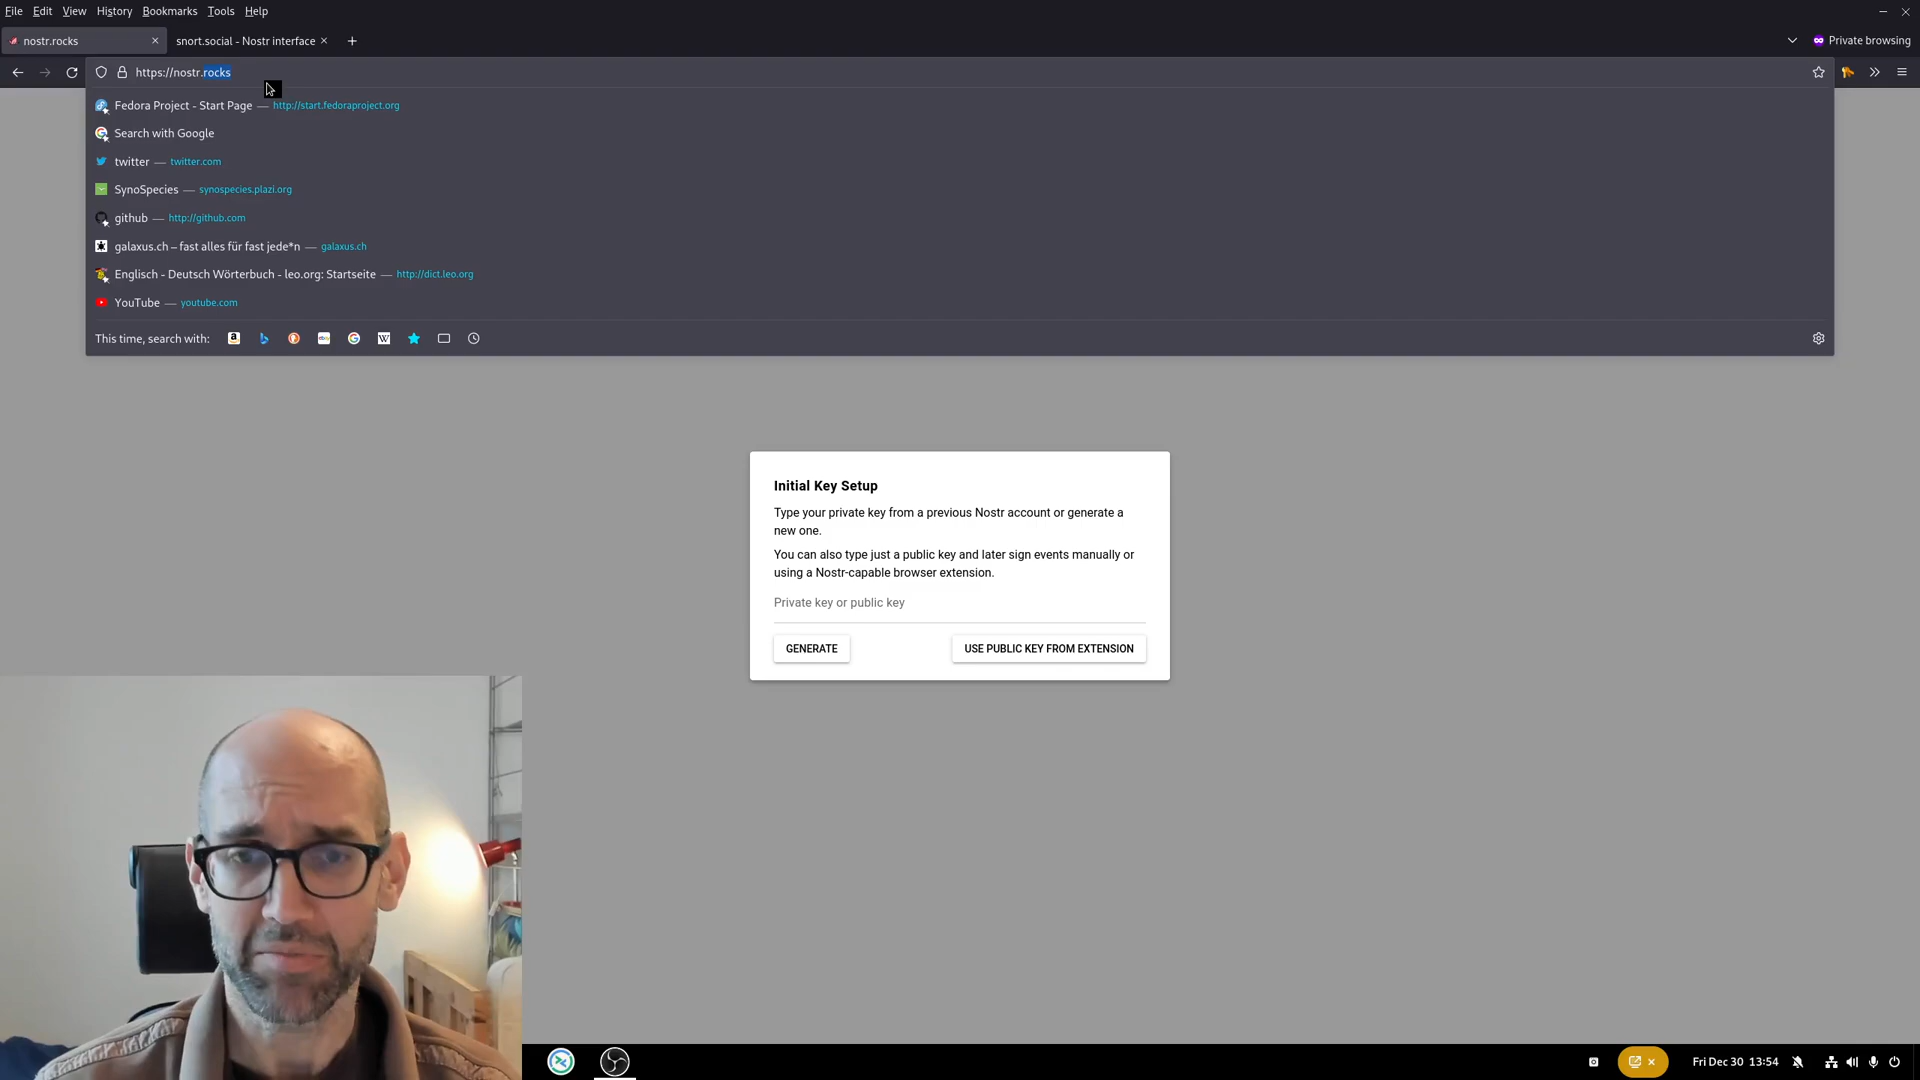 File Edit View History Bookmarks Tools Help
nostr.rocks
snort.social - Nostr interface
Private browsing
https://nostr.rocks
Fedora Project - Start Page — http://start.fedoraproject.org
Search with Google
twitter — twitter.com
SynoSpecies — synospecies.plazi.org
github — http://github.com
galaxus.ch – fast alles für fast jede*n — galaxus.ch
Englisch - Deutsch Wörterbuch - leo.org: Startseite — http://dict.leo.org
YouTube — youtube.com
This time, search with:
Initial Key Setup
Type your private key from a previous Nostr account or generate a
new one.
You can also type just a public key and later sign events manually or
using a Nostr-capable browser extension.
Private key or public key
GENERATE
USE PUBLIC KEY FROM EXTENSION
Fri Dec 30 13:54